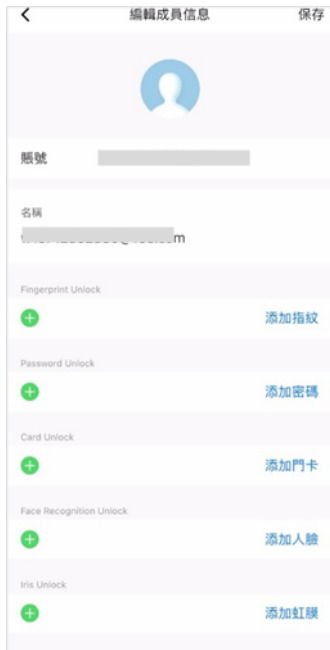 編輯成員信息 保存
賬號
名稱
m
Fingerprint Unlock
添加指紋
Password Unlock
添加密碼
Card Unlock
添加門卡
Face Recognition Unlock
添加人臉
Iris Unlock
添加虹膜